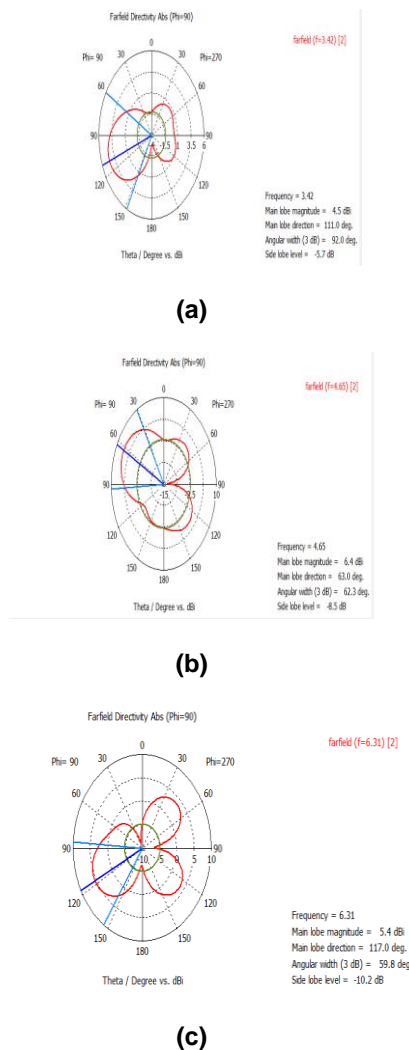 Farfield Directivity Abs (Phi=90)
farfield (f=3.42) [2]
0
30 30
Phi= 90 Phi=270
60 60
90 -1.5 1 3.5 6 90
120 120
150 150
180
Theta / Degree vs. dBi
Frequency = 3.42
Main lobe magnitude = 4.5 dBi
Main lobe direction = 111.0 deg.
Angular width (3 dB) = 92.0 deg.
Side lobe level = -5.7 dB
(a)
Farfield Directivity Abs (Phi=90)
farfield (f=4.65) [2]
0
30 30
Phi= 90 Phi=270
60 60
90 -15 10 90
120 120
150 150
180
Theta / Degree vs. dBi
Frequency = 4.65
Main lobe magnitude = 6.4 dBi
Main lobe direction = 63.0 deg.
Angular width (3 dB) = 62.3 deg.
Side lobe level = -8.5 dB
(b)
Farfield Directivity Abs (Phi=90)
farfield (f=6.31) [2]
0
30 30
Phi= 90 Phi=270
60 60
90 -10 -5 0 5 10 90
120 120
150 150
180
Theta / Degree vs. dBi
Frequency = 6.31
Main lobe magnitude = 5.4 dBi
Main lobe direction = 117.0 deg.
Angular width (3 dB) = 59.8 deg
Side lobe level = -10.2 dB
(c)